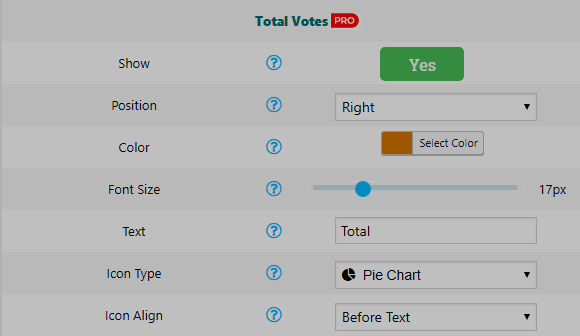 Total Votes PRO
Show ? Yes
Position ? Right
Color ? Select Color
Font Size ? 17px
Text ? Total
Icon Type ? Pie Chart
Icon Align ? Before Text